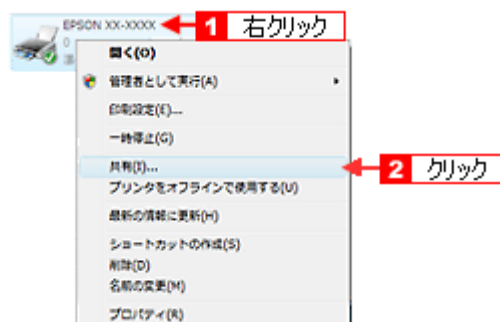 EPSON XX-XXXX
1 右クリック
0
開く(O)
管理者として実行(A)
印刷設定(E)...
一時停止(G)
共有(I)...
2 クリック
プリンタをオフラインで使用する(U)
最新の情報に更新(H)
ショートカットの作成(S)
削除(D)
名前の変更(M)
プロパティ(R)